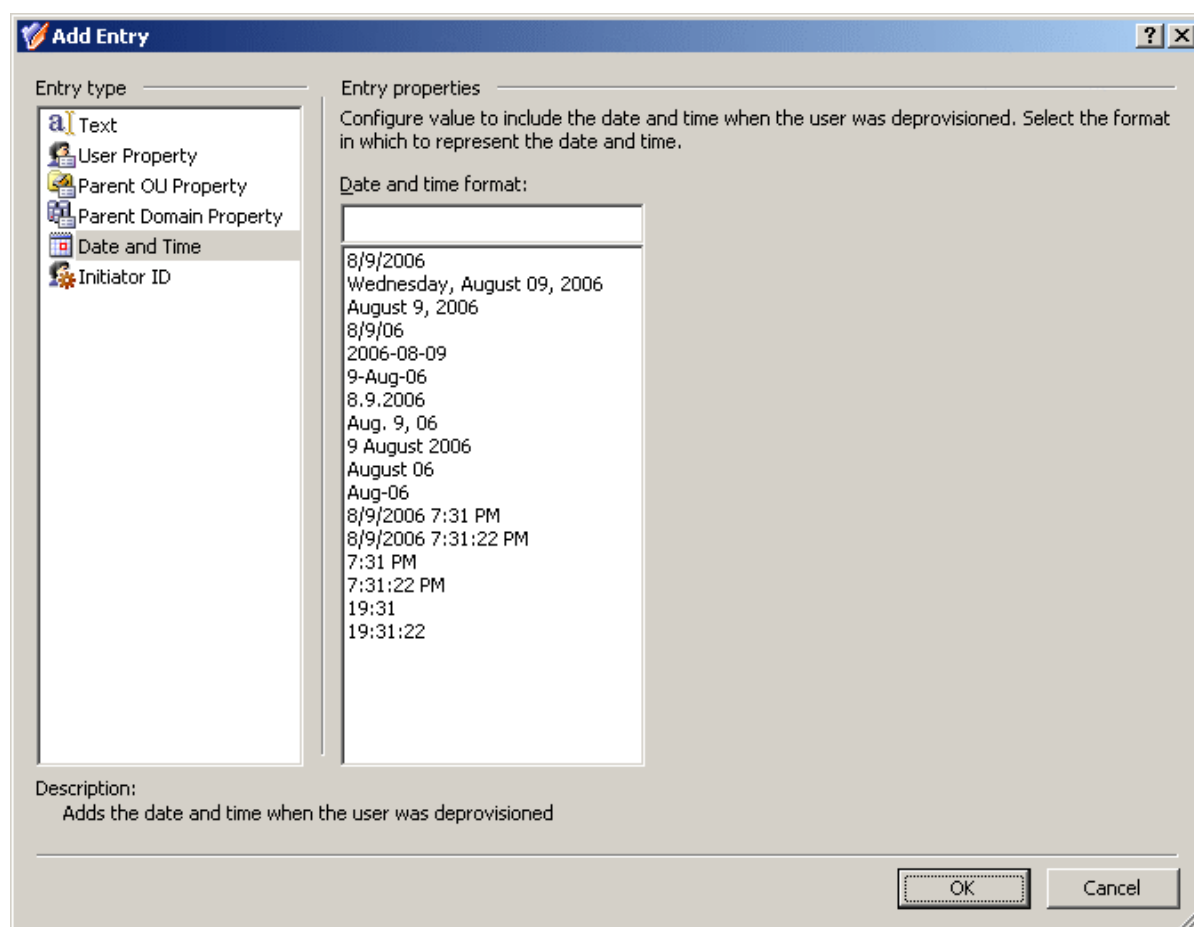 Add Entry
Entry type
Text
User Property
Parent OU Property
Parent Domain Property
Date and Time
Initiator ID
Entry properties
Configure value to include the date and time when the user was deprovisioned. Select the format
in which to represent the date and time.
Date and time format:
8/9/2006
Wednesday, August 09, 2006
August 9, 2006
8/9/06
2006-08-09
9-Aug-06
8.9.2006
Aug. 9, 06
9 August 2006
August 06
Aug-06
8/9/2006 7:31 PM
8/9/2006 7:31:22 PM
7:31 PM
7:31:22 PM
19:31
19:31:22
Description:
Adds the date and time when the user was deprovisioned
OK
Cancel